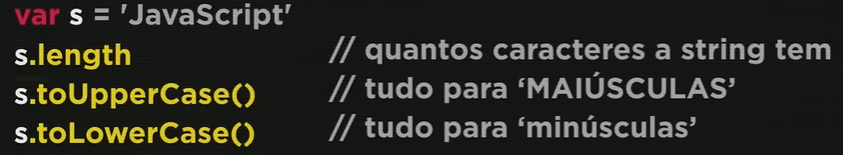 var s = 'JavaScript'
s.length // quantos caracteres a string tem
s.toUpperCase() // tudo para ‘MAIÚSCULAS’
s.toLowerCase() // tudo para ‘minúsculas’